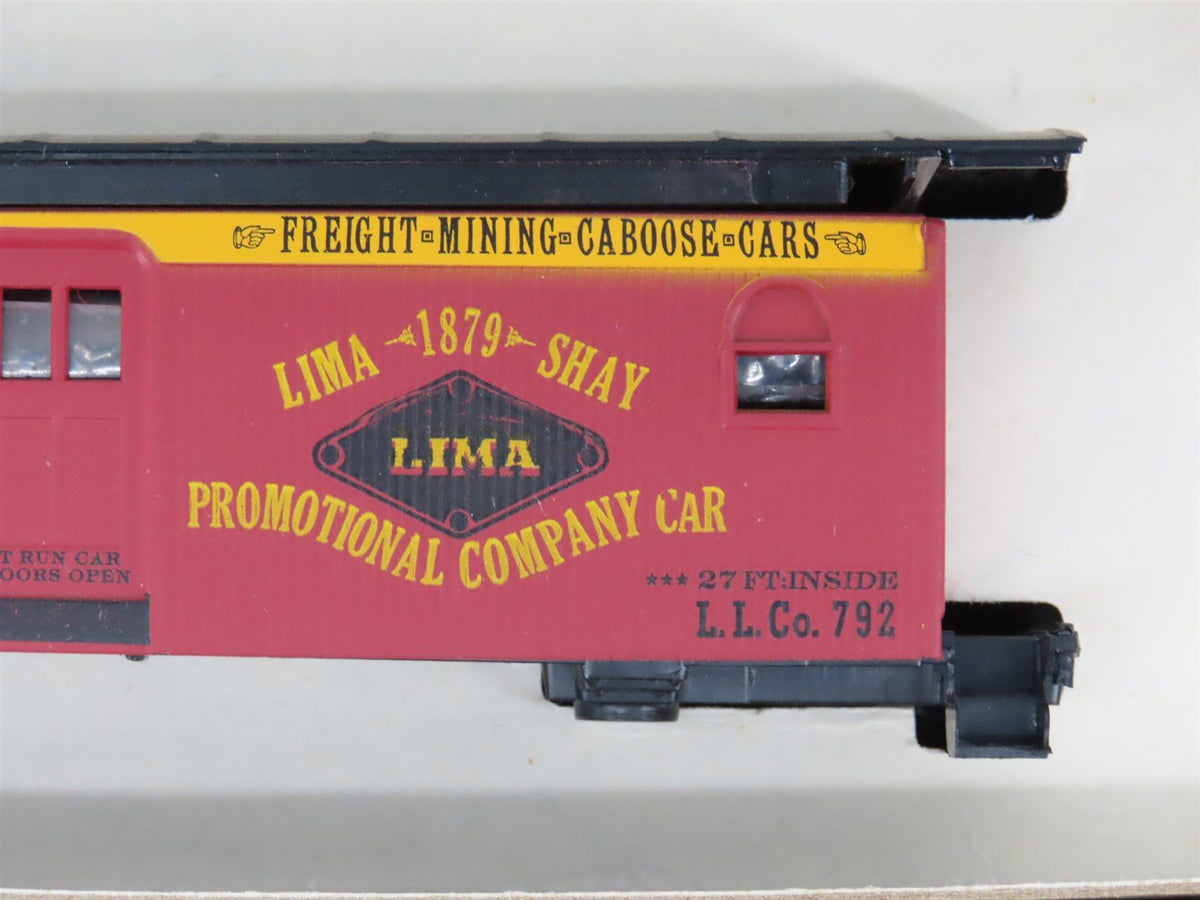 FREIGHT MINING CABOOSE CARS
LIMA 1879 SHAY
LIMA
PROMOTIONAL COMPANY CAR
T RUN CAR
OORS OPEN
*** 27 FT:INSIDE
L.L.Co. 792